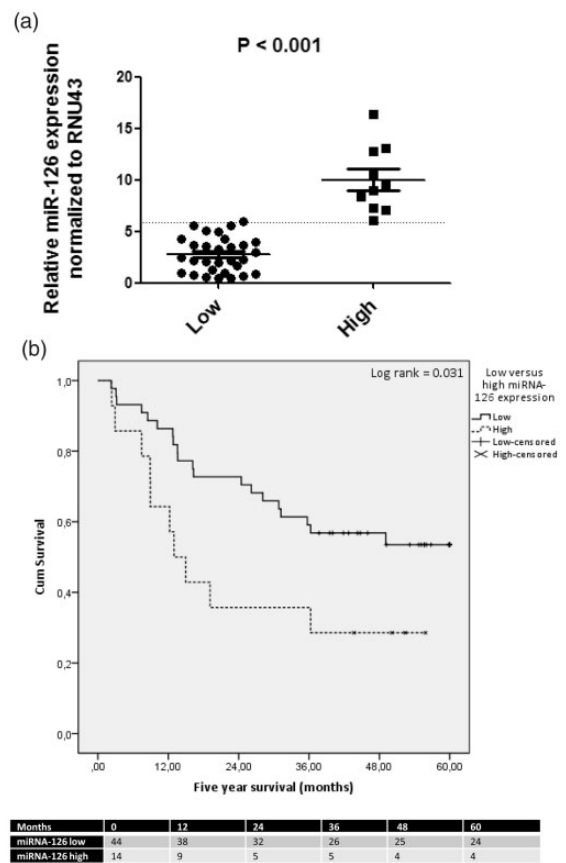 (a)
P < 0.001
Relative miR-126 expression
normalized to RNU43
20
15
10
5
0
Low
High
(b)
Log rank = 0.031
Low versus
high miRNA-
126 expression
Low
High
Low-censored
High-censored
Cum Survival
1,0
0,8
0,6
0,4
0,2
0,0
,00
12,00
24,00
36,00
48,00
60,00
Five year survival (months)
Months 0 12 24 36 48 60
miRNA-126 low 44 38 32 26 25 24
miRNA-126 high 14 9 5 5 4 4